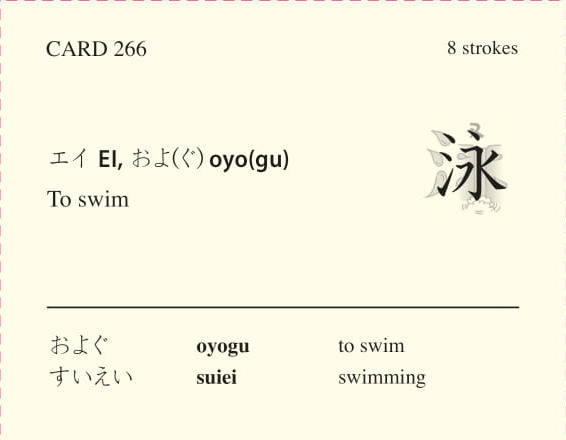 CARD 266 8 strokes
エイ EI, およ(ぐ) oyo(gu)
泳
To swim
およぐ oyogu to swim
すいえい suiei swimming